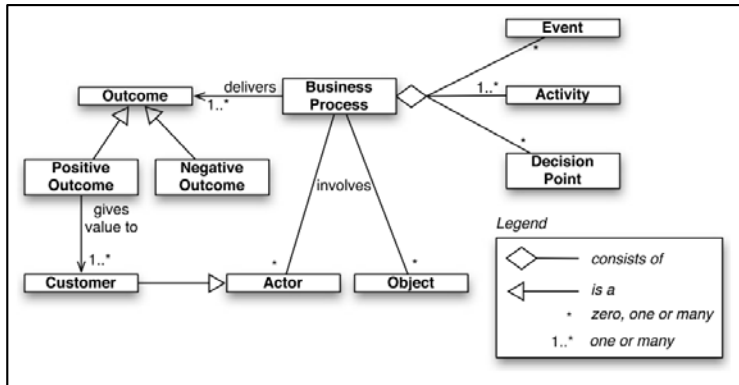 Event
*
Outcome
delivers
1..*
Business
Process
1..*
Activity
*
Decision
Point
Positive
Outcome
Negative
Outcome
involves
gives
value to
1..*
Customer
*
Actor
*
Object
Legend
consists of
is a
* zero, one or many
1..* one or many